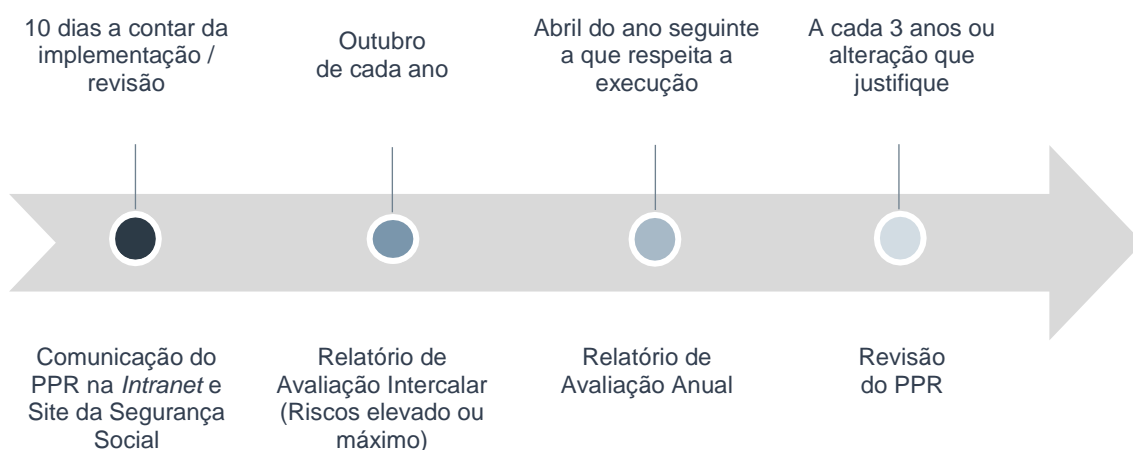 10 dias a contar da
implementação /
revisão
Outubro
de cada ano
Abril do ano seguinte
a que respeita a
execução
A cada 3 anos ou
alteração que
justifique
Comunicação do
PPR na Intranet e
Site da Segurança
Social
Relatório de
Avaliação Intercalar
(Riscos elevado ou
máximo)
Relatório de
Avaliação Anual
Revisão
do PPR